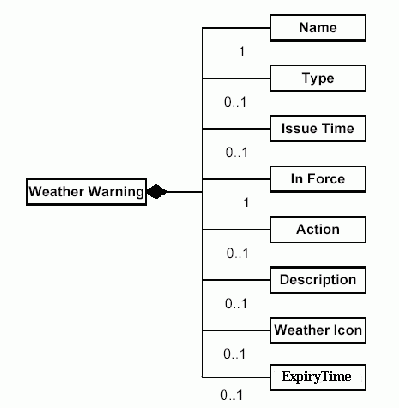 Name
1
Type
0..1
Issue Time
0..1
In Force
Weather Warning
1
Action
0..1
Description
0..1
Weather Icon
0..1
ExpiryTime
0..1